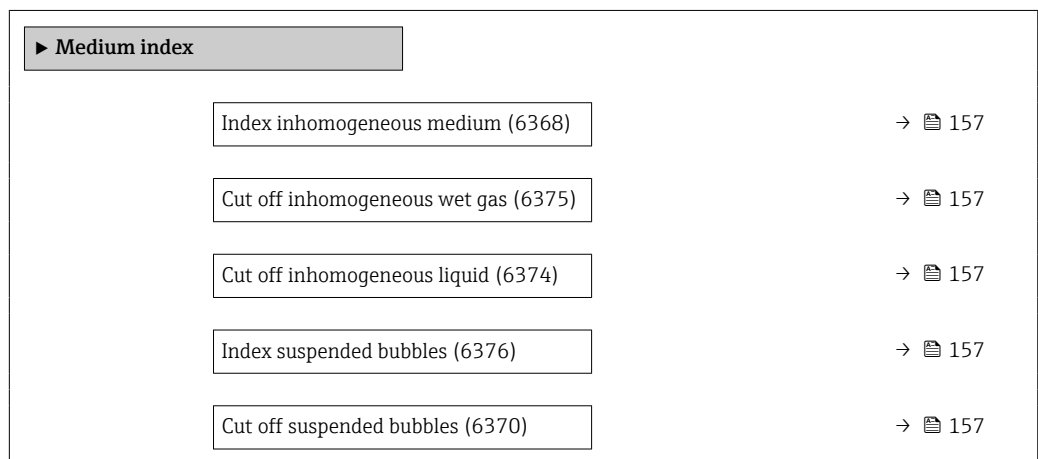 ▶ Medium index
Index inhomogeneous medium (6368) → 157
Cut off inhomogeneous wet gas (6375) → 157
Cut off inhomogeneous liquid (6374) → 157
Index suspended bubbles (6376) → 157
Cut off suspended bubbles (6370) → 157